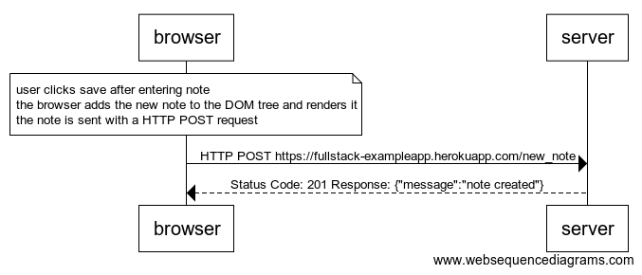 browser
server
user clicks save after entering note
the browser adds the new note to the DOM tree and renders it
the note is sent with a HTTP POST request
HTTP POST https://fullstack-exampleapp.herokuapp.com/new_note
Status Code: 201 Response: {"message":"note created"}
browser
server
www.websequencediagrams.com